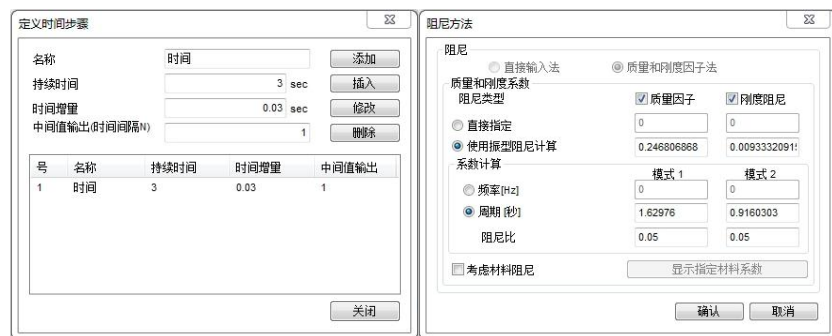 定义时间步骤
名称 时间 添加
持续时间 3 sec 插入
时间增量 0.03 sec 修改
中间值输出(时间间隔N) 1 删除
号 名称 持续时间 时间增量 中间值输出
1 时间 3 0.03 1
关闭
阻尼方法
阻尼
直接输入法 质量和刚度因子法
质量和刚度系数
阻尼类型 质量因子 刚度阻尼
直接指定 0 0
使用振型阻尼计算 0.246806868 0.0093332091
系数计算
模式 1 模式 2
频率[Hz] 0 0
周期 [秒] 1.62976 0.9160303
阻尼比 0.05 0.05
考虑材料阻尼 显示指定材料系数
确认 取消